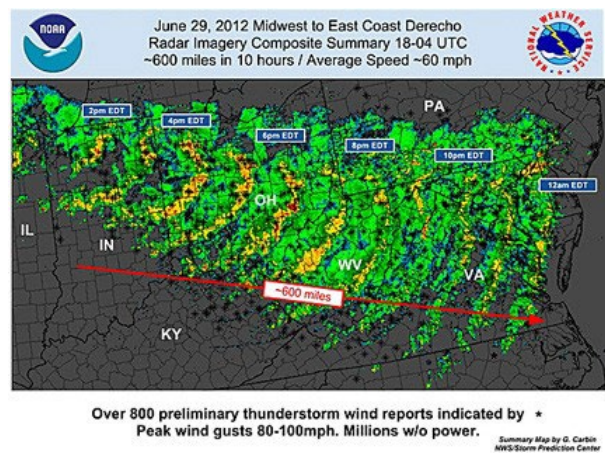 NOAA
June 29, 2012 Midwest to East Coast Derecho
Radar Imagery Composite Summary 18-04 UTC
~600 miles in 10 hours / Average Speed ~60 mph
NATIONAL WEATHER SERVICE
2pm EDT
4pm EDT
6pm EDT
8pm EDT
10pm EDT
12am EDT
PA
OH
IL
IN
WV
VA
~600 miles
KY
Over 800 preliminary thunderstorm wind reports indicated by *
Peak wind gusts 80-100mph. Millions w/o power.
Summary Map by G. Carbin
NWS/Storm Prediction Center